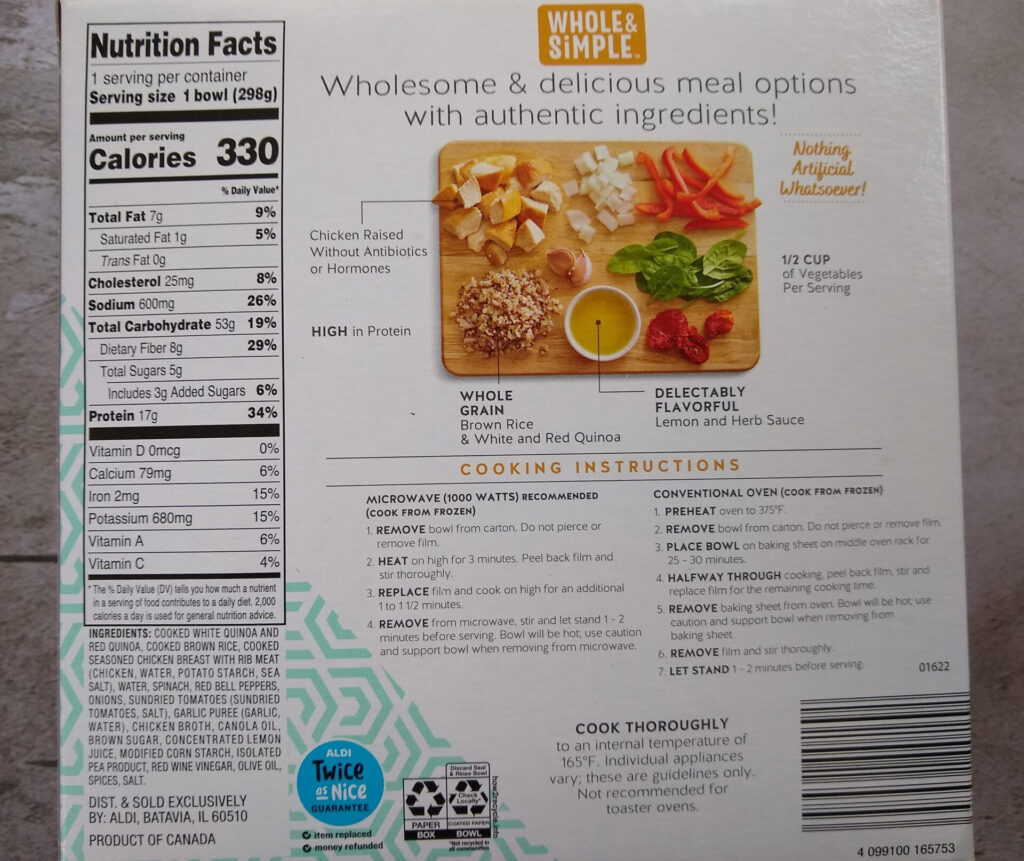 Nutrition Facts
1 serving per container
Serving size 1 bowl (298g)
Amount per serving
Calories 330
% Daily Value*
Total Fat 7g 9%
Saturated Fat 1g 5%
Trans Fat 0g
Cholesterol 25mg 8%
Sodium 600mg 26%
Total Carbohydrate 53g 19%
Dietary Fiber 8g 29%
Total Sugars 5g
Includes 3g Added Sugars 6%
Protein 17g 34%
Vitamin D 0mcg 0%
Calcium 79mg 6%
Iron 2mg 15%
Potassium 680mg 15%
Vitamin A 6%
Vitamin C 4%
* The % Daily Value (DV) tells you how much a nutrient
in a serving of food contributes to a daily diet. 2,000
calories a day is used for general nutrition advice.
INGREDIENTS: COOKED WHITE QUINOA AND
RED QUINOA, COOKED BROWN RICE, COOKED
SEASONED CHICKEN BREAST WITH RIB MEAT
(CHICKEN, WATER, POTATO STARCH, SEA
SALT), WATER, SPINACH, RED BELL PEPPERS,
ONIONS, SUNDRIED TOMATOES (SUNDRIED
TOMATOES, SALT), GARLIC PUREE (GARLIC,
WATER), CHICKEN BROTH, CANOLA OIL,
BROWN SUGAR, CONCENTRATED LEMON
JUICE, MODIFIED CORN STARCH, ISOLATED
PEA PRODUCT, RED WINE VINEGAR, OLIVE OIL,
SPICES, SALT.
DIST. & SOLD EXCLUSIVELY
BY: ALDI, BATAVIA, IL 60510
PRODUCT OF CANADA
WHOLE&
SiMPLE™
Wholesome & delicious meal options
with authentic ingredients!
Nothing
Artificial
Whatsoever!
Chicken Raised
Without Antibiotics
or Hormones
HIGH in Protein
1/2 CUP
of Vegetables
Per Serving
WHOLE
GRAIN
Brown Rice
& White and Red Quinoa
DELECTABLY
FLAVORFUL
Lemon and Herb Sauce
COOKING INSTRUCTIONS
MICROWAVE (1000 WATTS) RECOMMENDED
(COOK FROM FROZEN)
1. REMOVE bowl from carton. Do not pierce or
remove film.
2. HEAT on high for 3 minutes. Peel back film and
stir thoroughly.
3. REPLACE film and cook on high for an additional
1 to 1 1/2 minutes.
4. REMOVE from microwave, stir and let stand 1 - 2
minutes before serving. Bowl will be hot; use caution
and support bowl when removing from microwave.
CONVENTIONAL OVEN (COOK FROM FROZEN)
1. PREHEAT oven to 375°F.
2. REMOVE bowl from carton. Do not pierce or remove film.
3. PLACE BOWL on baking sheet on middle oven rack for
25 - 30 minutes.
4. HALFWAY THROUGH cooking, peel back film, stir and
replace film for the remaining cooking time.
5. REMOVE baking sheet from oven. Bowl will be hot; use
caution and support bowl when removing from
baking sheet.
6. REMOVE film and stir thoroughly.
7. LET STAND 1 - 2 minutes before serving.
01622
COOK THOROUGHLY
to an internal temperature of
165°F. Individual appliances
vary; these are guidelines only.
Not recommended for
toaster ovens.
ALDI
Twice
as Nice
GUARANTEE
item replaced
money refunded
PAPER
BOX
Discard Seal
& Rinse Bowl
Check
Locally*
COATED PAPER
BOWL
*Not recycled in
all communities
how2recycle.info
4 099100 165753